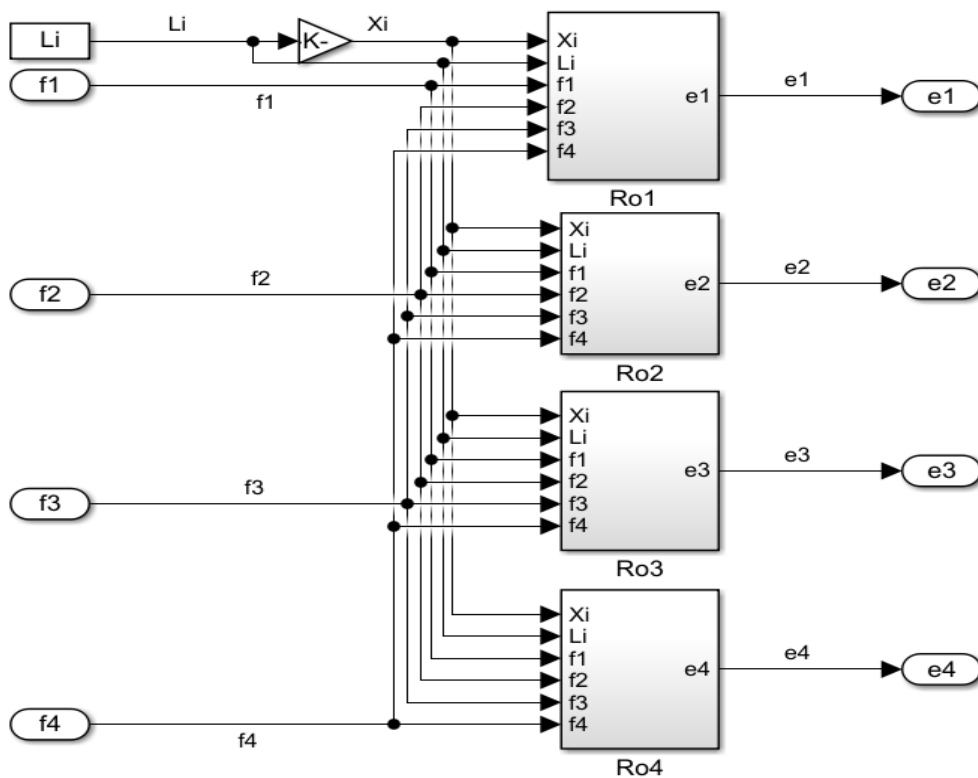 Li Xi
Li K- Xi e1
f1 Li e1 e1
f1 f1
f2
f3
f4
Ro1
Xi
Li e2
f2 f1 e2 e2
f2 f2
f3
f4
Ro2
Xi
Li e3
f3 f1 e3 e3
f3 f2
f3
f4
Ro3
Xi
Li e4
f1 e4 e4
f2
f3
f4 f4
f4
Ro4